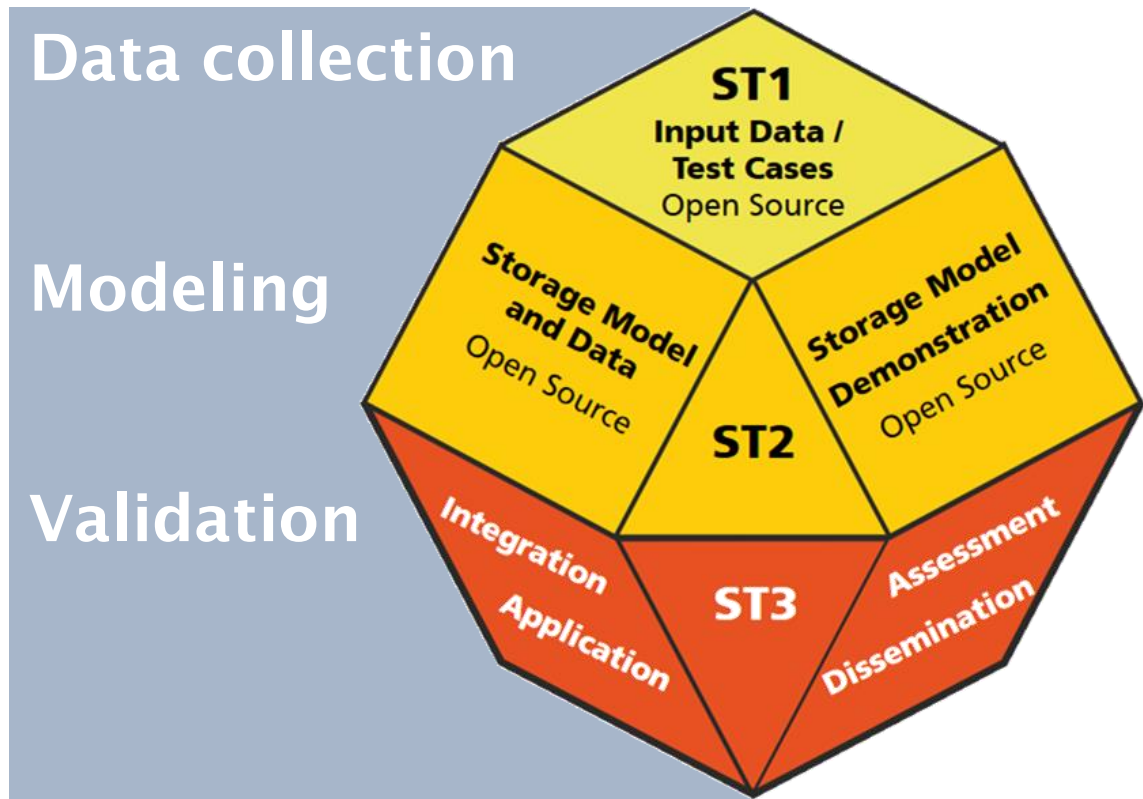 Data collection
ST1
Input Data /
Test Cases
Open Source
Modeling
Storage Model
and Data
Open Source
ST2
Storage Model
Demonstration
Open Source
Validation
Integration
Application
ST3
Assessment
Dissemination